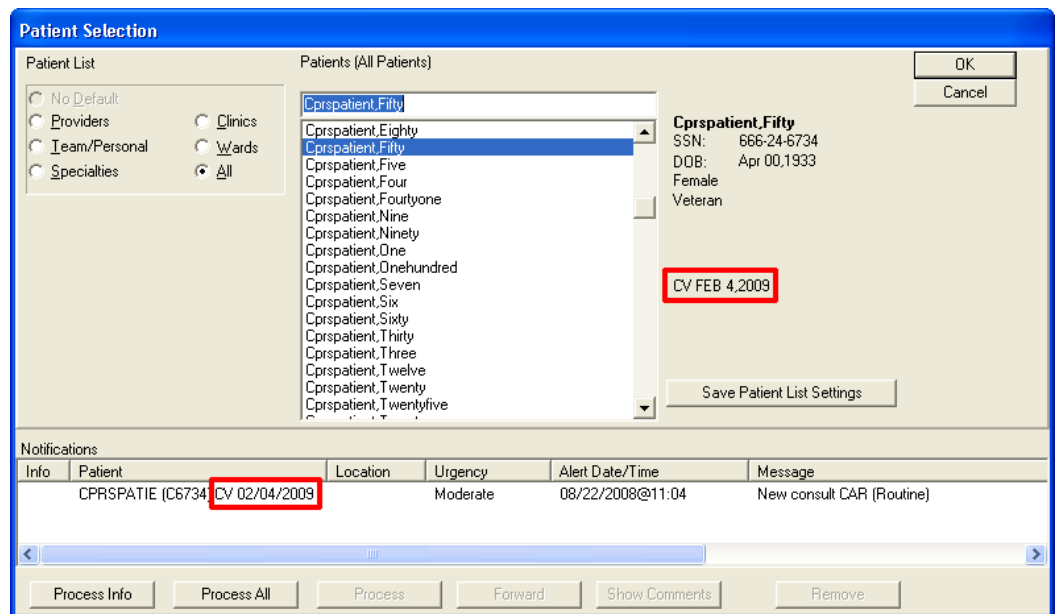 Patient Selection
Patient List
No Default
Providers
Clinics
Team/Personal
Wards
Specialties
All
Patients (All Patients)
Cprspatient,Fifty
Cprspatient,Eighty
Cprspatient,Fifty
Cprspatient,Five
Cprspatient,Four
Cprspatient,Fourtyone
Cprspatient,Nine
Cprspatient,Ninety
Cprspatient,One
Cprspatient,Onehundred
Cprspatient,Seven
Cprspatient,Six
Cprspatient,Sixty
Cprspatient,Thirty
Cprspatient,Three
Cprspatient,Twelve
Cprspatient,Twenty
Cprspatient,Twentyfive
OK
Cancel
Cprspatient,Fifty
SSN: 666-24-6734
DOB: Apr 00,1933
Female
Veteran
CV FEB 4,2009
Save Patient List Settings
Notifications
Info Patient Location Urgency Alert Date/Time Message
CPRSPATIE (C6734) CV 02/04/2009 Moderate 08/22/2008@11:04 New consult CAR (Routine)
Process Info Process All Process Forward Show Comments Remove